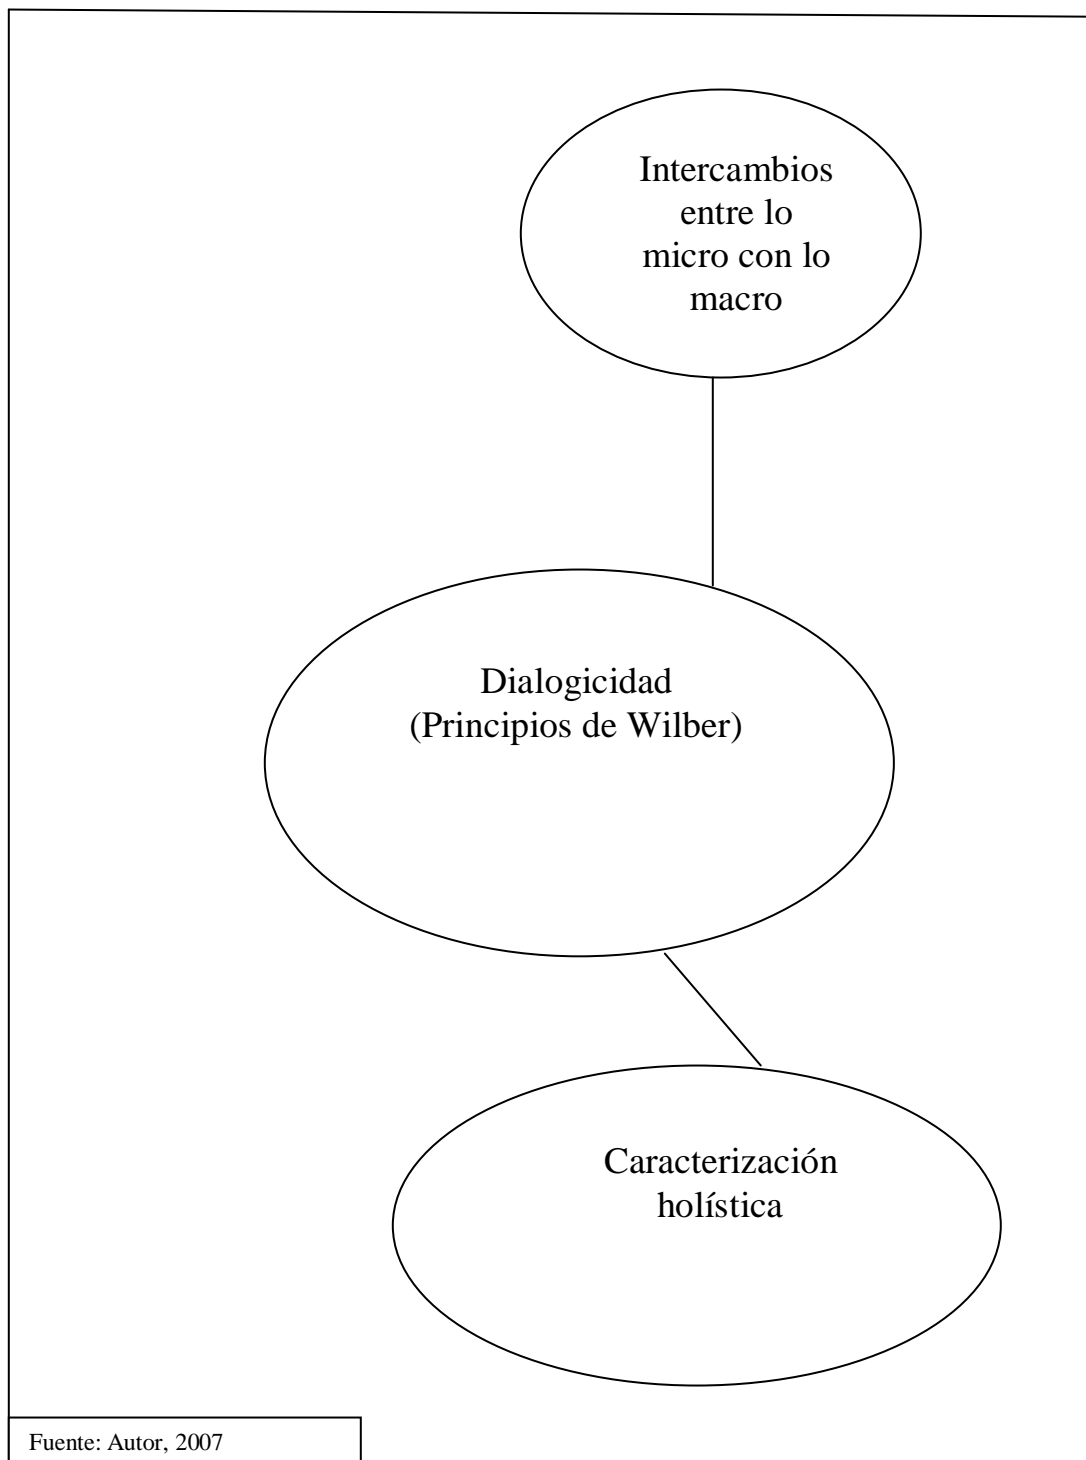 Intercambios
entre lo
micro con lo
macro
Dialogicidad
(Principios de Wilber)
Caracterización
holística
Fuente: Autor, 2007